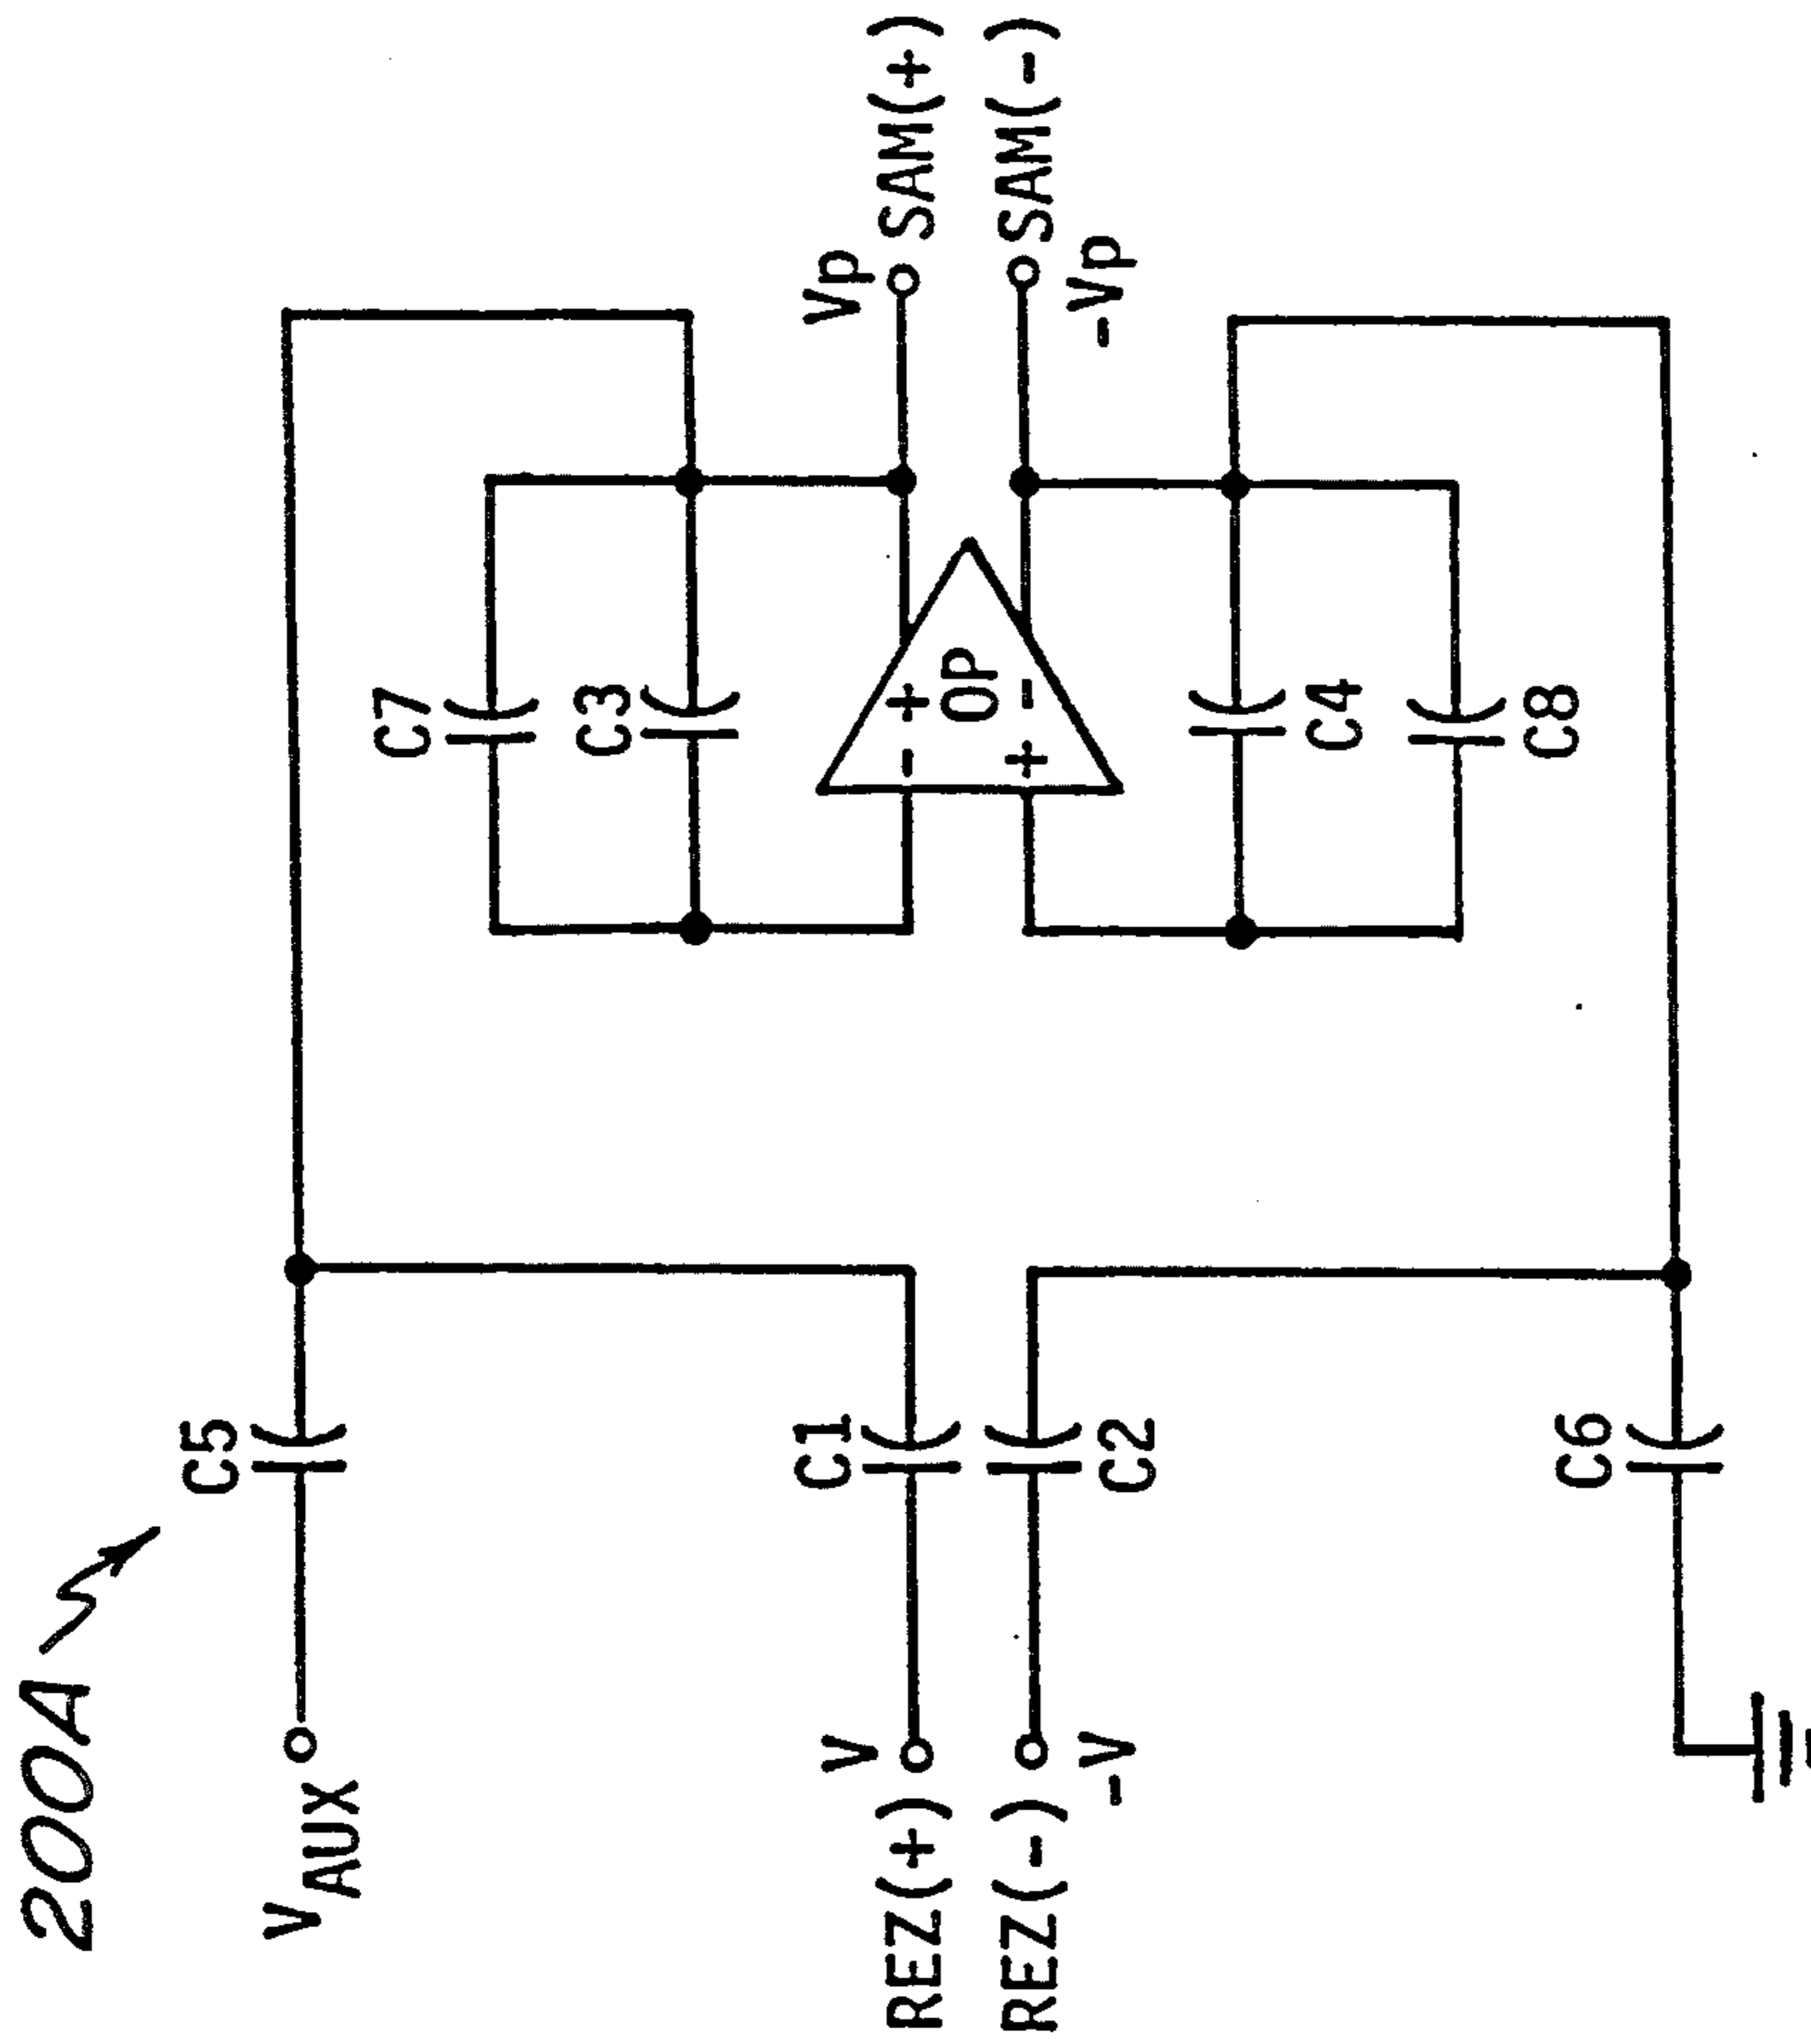 200A
C5
VAUX
C7
C3
Vp
SAM(+)
SAM(-)
-Vp
- +
OP
+ -
C4
C8
C1
V
REZ(+)
REZ(-)
-V
C2
C6